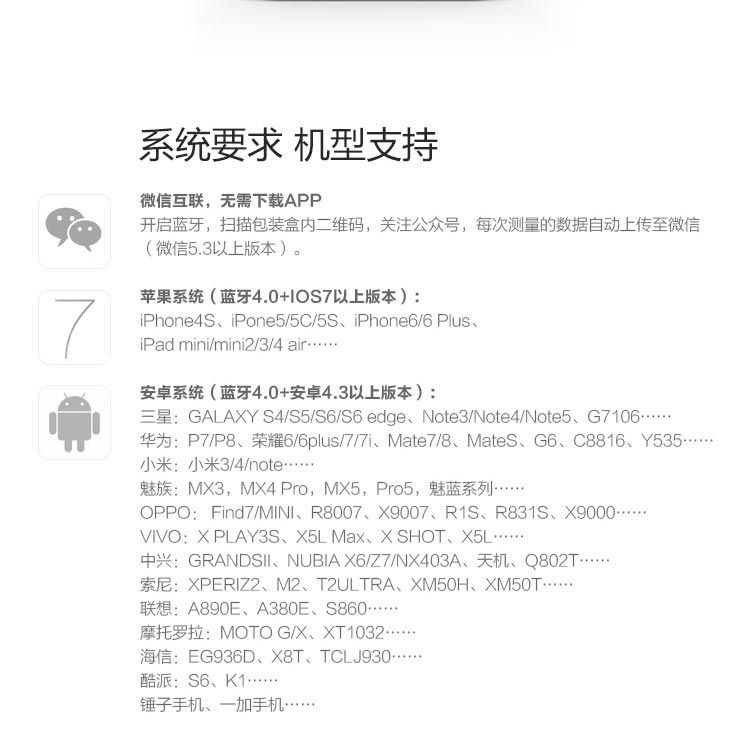 系统要求 机型支持
微信互联，无需下载APP
开启蓝牙，扫描包装盒内二维码，关注公众号，每次测量的数据自动上传至微信
（微信5.3以上版本）。
7
苹果系统（蓝牙4.0+IOS7以上版本）：
iPhone4S、iPone5/5C/5S、iPhone6/6 Plus、
iPad mini/mini2/3/4 air……
安卓系统（蓝牙4.0+安卓4.3以上版本）：
三星：GALAXY S4/S5/S6/S6 edge、Note3/Note4/Note5、G7106……
华为：P7/P8、荣耀6/6plus/7/7i、Mate7/8、MateS、G6、C8816、Y535……
小米：小米3/4/note……
魅族：MX3，MX4 Pro，MX5，Pro5，魅蓝系列……
OPPO： Find7/MINI、R8007、X9007、R1S、R831S、X9000……
VIVO：X PLAY3S、X5L Max、X SHOT、X5L……
中兴：GRANDSII、NUBIA X6/Z7/NX403A、天机、Q802T……
索尼：XPERIZ2、M2、T2ULTRA、XM50H、XM50T……
联想：A890E、A380E、S860……
摩托罗拉：MOTO G/X、XT1032……
海信：EG936D、X8T、TCLJ930……
酷派：S6、K1……
锤子手机、一加手机……